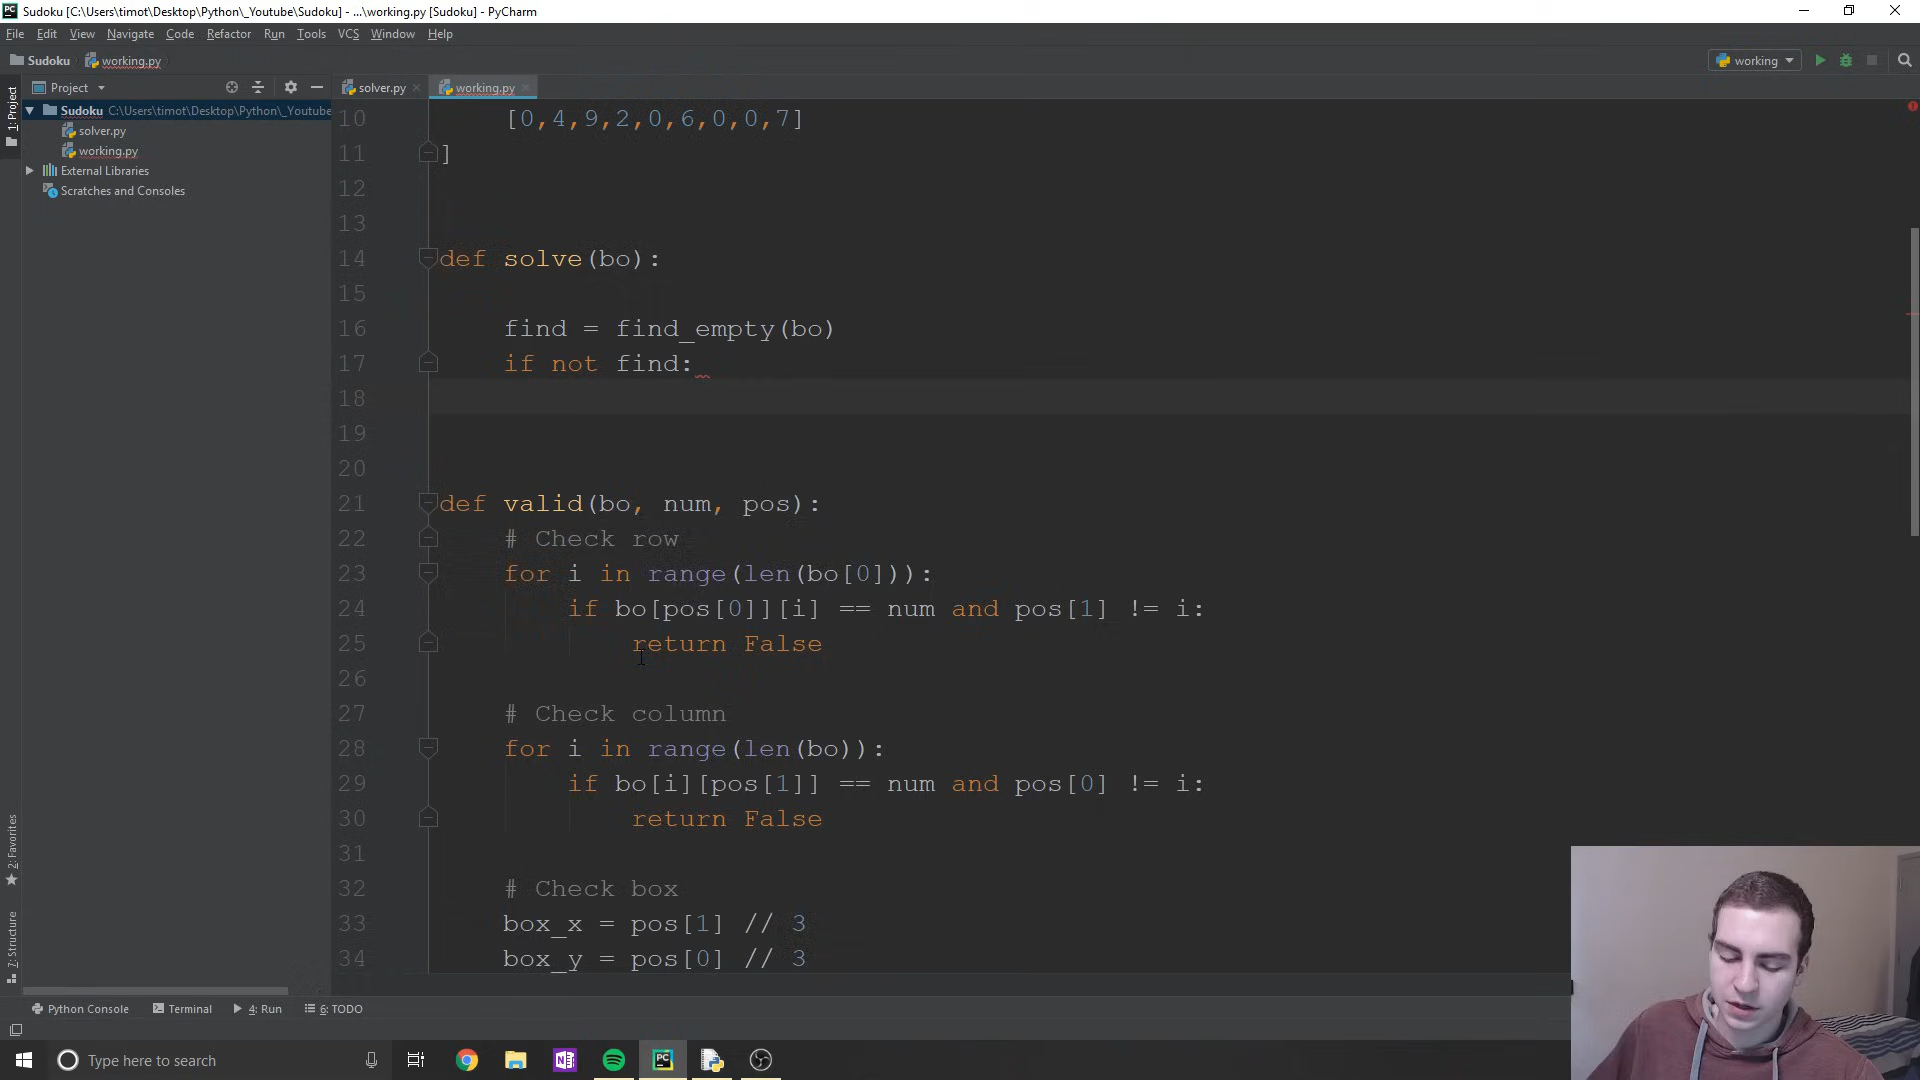 Sudoku [C:\Users\timot\Desktop\Python\_Youtube\Sudoku] - ...\working.py [Sudoku] - PyCharm
File Edit View Navigate Code Refactor Run Tools VCS Window Help
Sudoku working.py working
1: Project Project solver.py working.py
Sudoku C:\Users\timot\Desktop\Python\_Youtube
solver.py
working.py
External Libraries
Scratches and Consoles
10 [0,4,9,2,0,6,0,0,7]
11 ]
12
13
14 def solve(bo):
15
16 find = find_empty(bo)
17 if not find:
18
19
20
21 def valid(bo, num, pos):
22 # Check row
23 for i in range(len(bo[0])):
24 if bo[pos[0]][i] == num and pos[1] != i:
25 return False
26
27 # Check column
28 for i in range(len(bo)):
29 if bo[i][pos[1]] == num and pos[0] != i:
30 return False
31
32 # Check box
33 box_x = pos[1] // 3
34 box_y = pos[0] // 3
2: Favorites
7: Structure
Python Console Terminal 4: Run 6: TODO
Type here to search